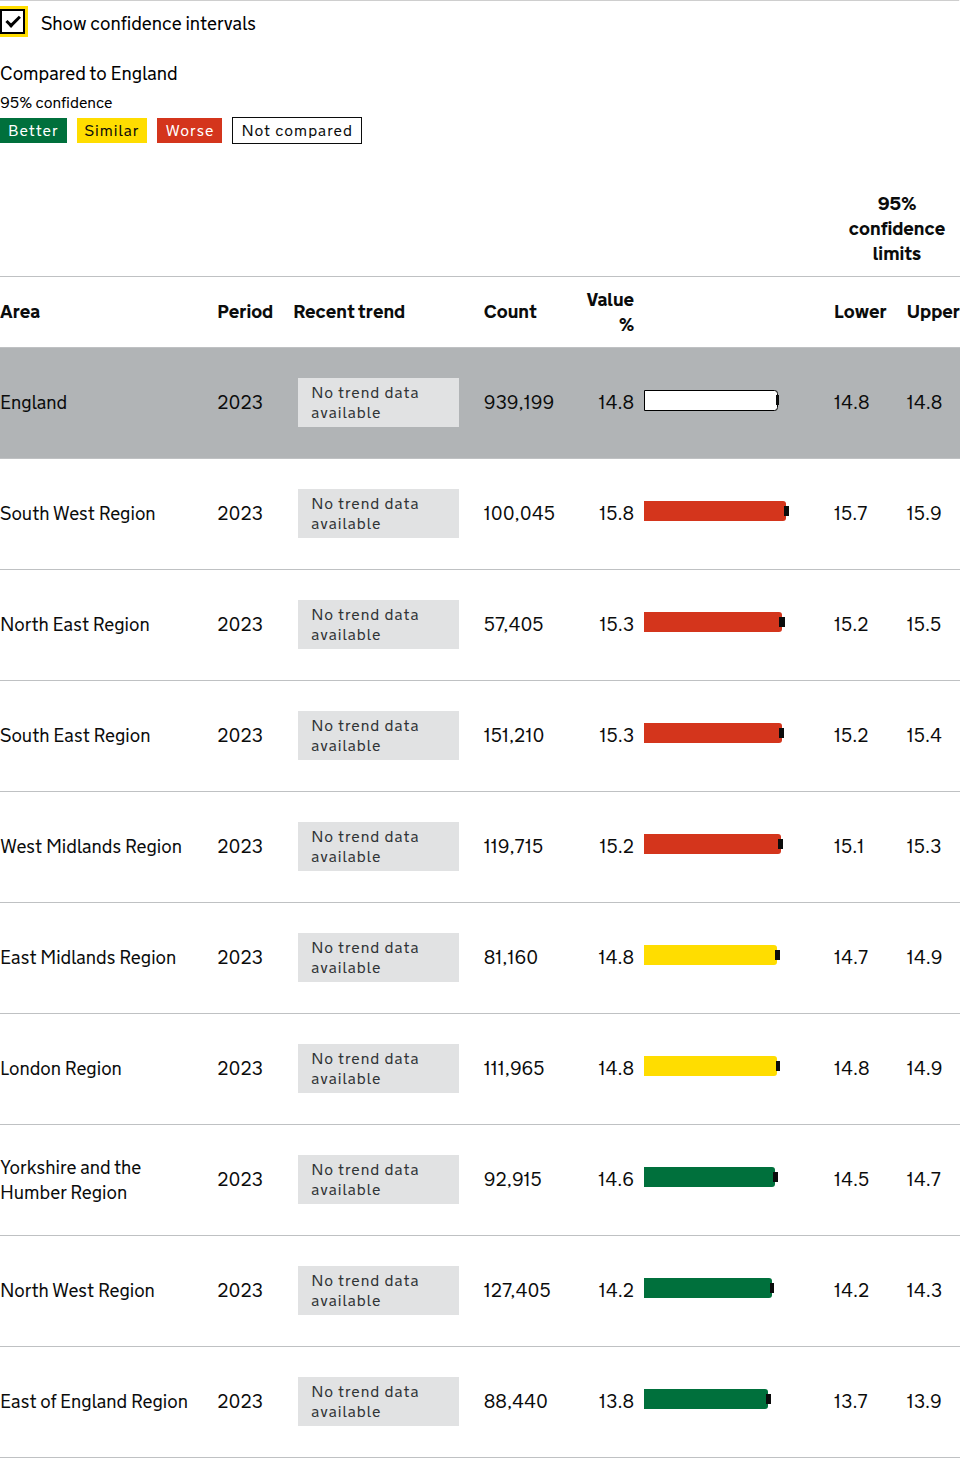 Show confidence intervals
Compared to England
95% confidence
Better Similar Worse Not compared
95%
confidence
limits
Area Period Recent trend Count Value % Lower Upper
England 2023 No trend data available 939,199 14.8 14.8 14.8
South West Region 2023 No trend data available 100,045 15.8 15.7 15.9
North East Region 2023 No trend data available 57,405 15.3 15.2 15.5
South East Region 2023 No trend data available 151,210 15.3 15.2 15.4
West Midlands Region 2023 No trend data available 119,715 15.2 15.1 15.3
East Midlands Region 2023 No trend data available 81,160 14.8 14.7 14.9
London Region 2023 No trend data available 111,965 14.8 14.8 14.9
Yorkshire and the Humber Region 2023 No trend data available 92,915 14.6 14.5 14.7
North West Region 2023 No trend data available 127,405 14.2 14.2 14.3
East of England Region 2023 No trend data available 88,440 13.8 13.7 13.9